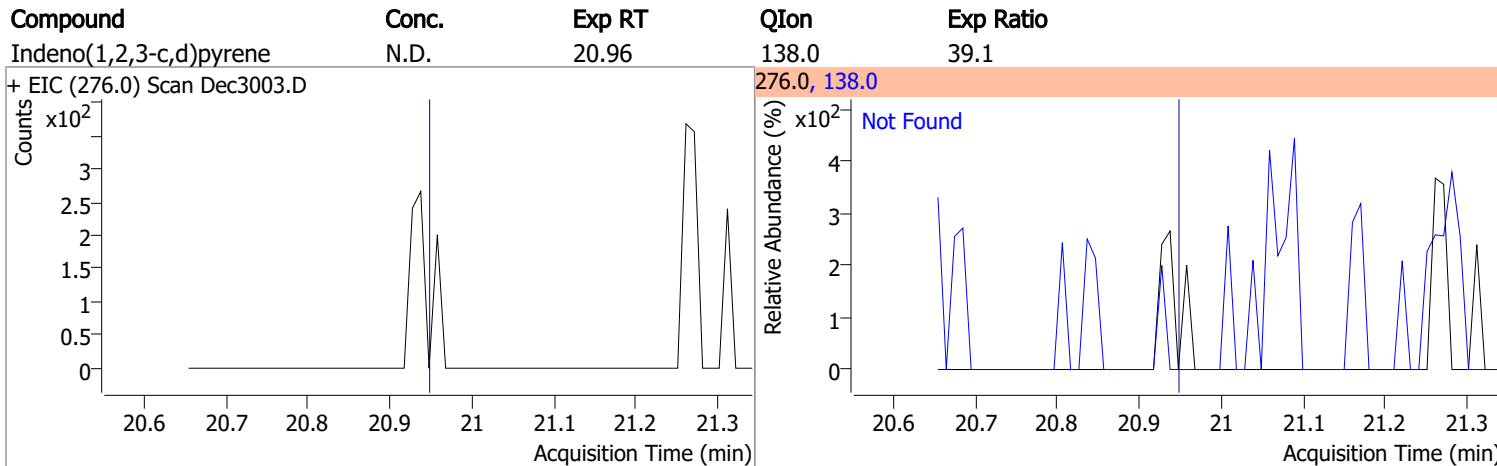 Compound Conc. Exp RT QIon Exp Ratio
Indeno(1,2,3-c,d)pyrene N.D. 20.96 138.0 39.1
+ EIC (276.0) Scan Dec3003.D
Counts
x10²
3
2.5
2
1.5
1
0.5
0
20.6 20.7 20.8 20.9 21 21.1 21.2 21.3
Acquisition Time (min)
276.0, 138.0
Relative Abundance (%)
x10²
Not Found
4
3
2
1
0
20.6 20.7 20.8 20.9 21 21.1 21.2 21.3
Acquisition Time (min)